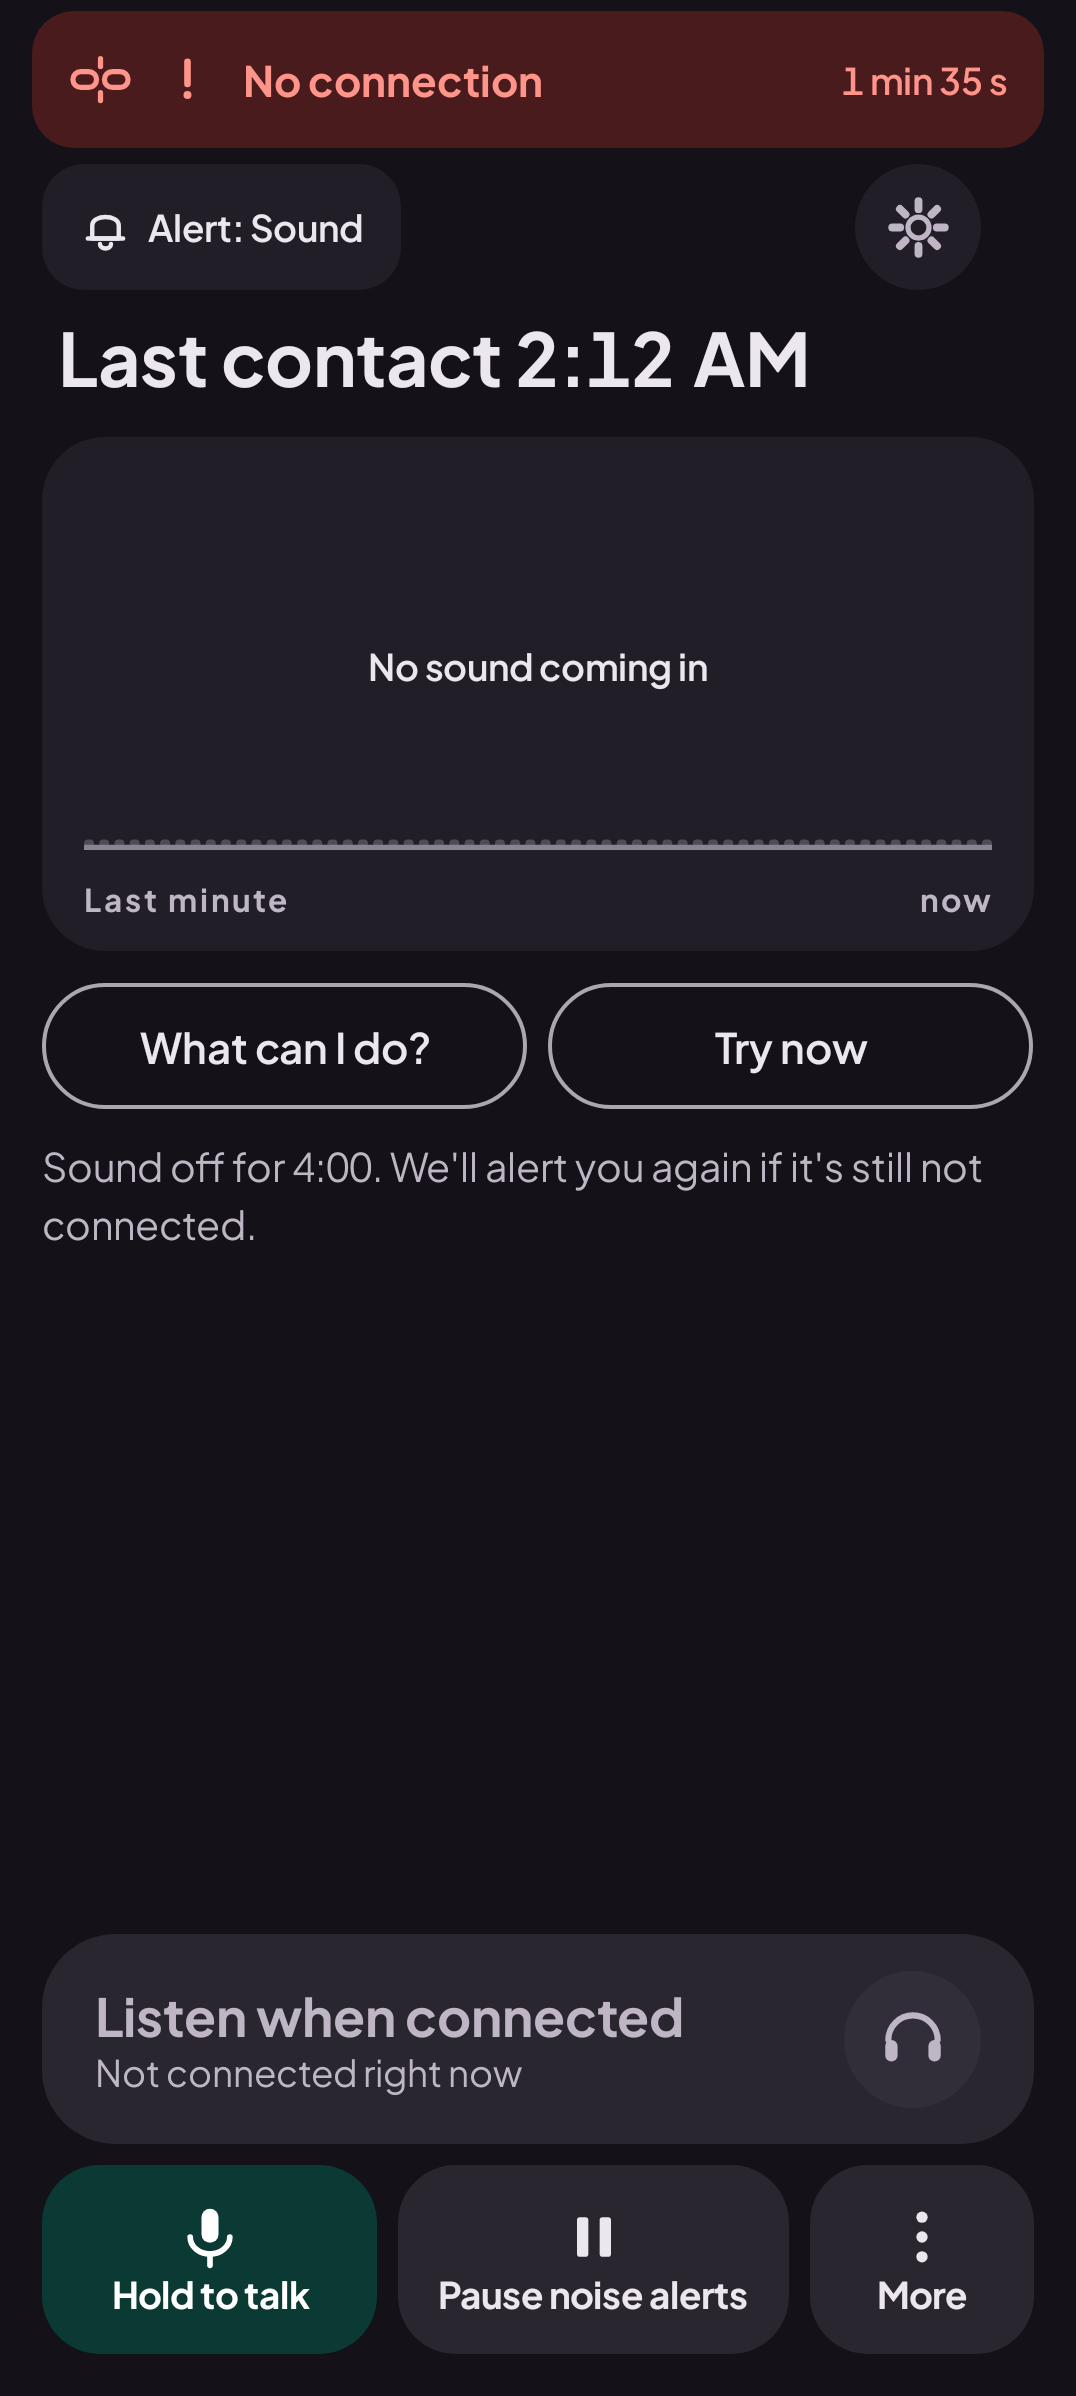 No connection 1 min 35 s
Alert: Sound
Last contact 2:12 AM
No sound coming in
Last minute now
What can I do? Try now
Sound off for 4:00. We'll alert you again if it's still not
connected.
Listen when connected
Not connected right now
Hold to talk Pause noise alerts More